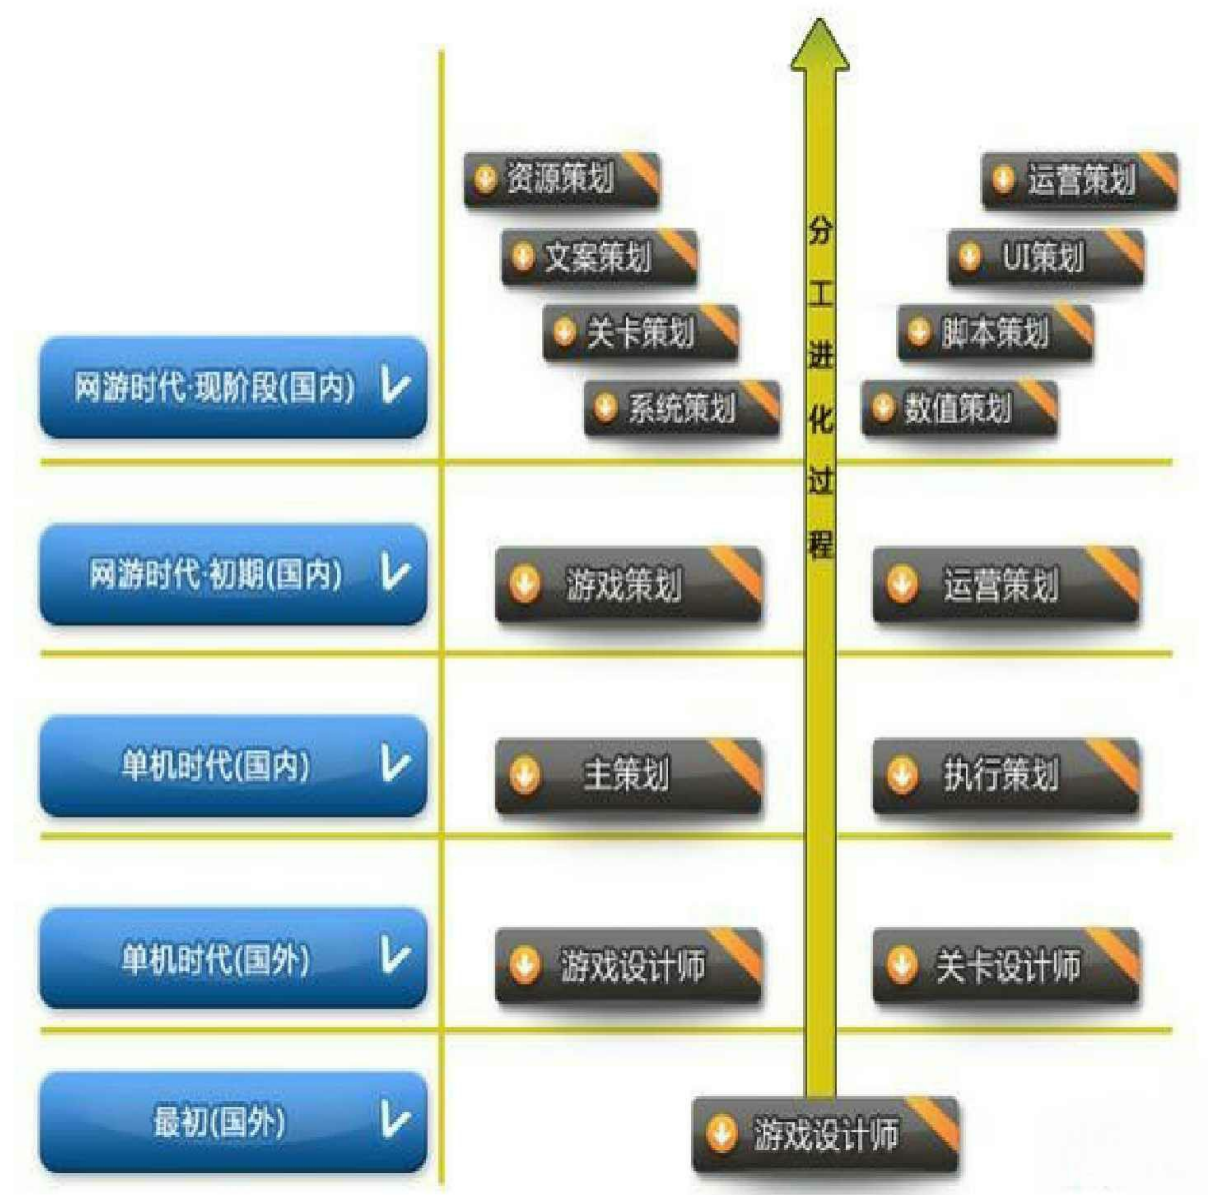 资源策划
运营策划
文案策划
UI策划
关卡策划
脚本策划
网游时代·现阶段(国内)
系统策划
数值策划
分工进化过程
网游时代·初期(国内)
游戏策划
运营策划
单机时代(国内)
主策划
执行策划
单机时代(国外)
游戏设计师
关卡设计师
最初(国外)
游戏设计师